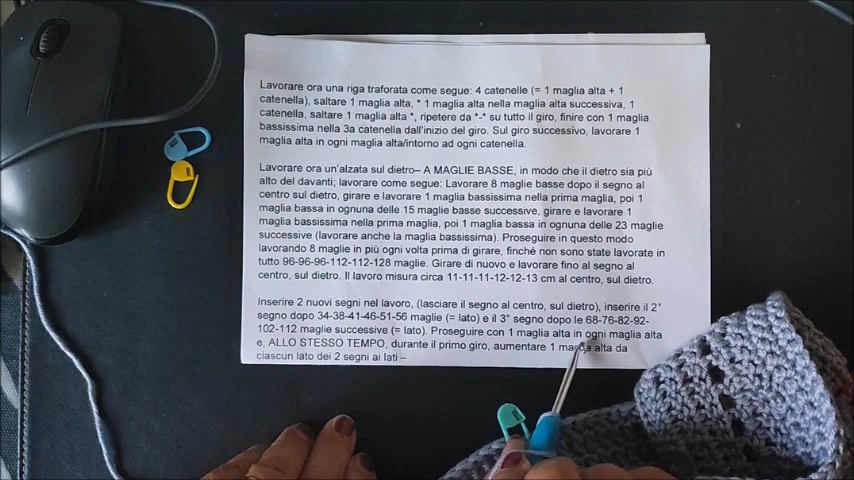 Lavorare ora una riga traforata come segue: 4 catenelle (= 1 maglia alta + 1
catenella), saltare 1 maglia alta, * 1 maglia alta nella maglia alta successiva, 1
catenella, saltare 1 maglia alta *, ripetere da *-* su tutto il giro, finire con 1 maglia
bassissima nella 3a catenella dall'inizio del giro. Sul giro successivo, lavorare 1
maglia alta in ogni maglia alta/intorno ad ogni catenella.
Lavorare ora un'alzata sul dietro– A MAGLIE BASSE, in modo che il dietro sia più
alto del davanti; lavorare come segue: Lavorare 8 maglie basse dopo il segno al
centro sul dietro, girare e lavorare 1 maglia bassissima nella prima maglia, poi 1
maglia bassa in ognuna delle 15 maglie basse successive, girare e lavorare 1
maglia bassissima nella prima maglia, poi 1 maglia bassa in ognuna delle 23 maglie
successive (lavorare anche la maglia bassissima). Proseguire in questo modo
lavorando 8 maglie in più ogni volta prima di girare, finché non sono state lavorate in
tutto 96-96-96-112-112-128 maglie. Girare di nuovo e lavorare fino al segno al
centro, sul dietro. Il lavoro misura circa 11-11-11-12-12-13 cm al centro, sul dietro.
Inserire 2 nuovi segni nel lavoro, (lasciare il segno al centro, sul dietro), inserire il 2°
segno dopo 34-38-41-46-51-56 maglie (= lato) e il 3° segno dopo le 68-76-82-92-
102-112 maglie successive (= lato). Proseguire con 1 maglia alta in ogni maglia alta
e, ALLO STESSO TEMPO, durante il primo giro, aumentare 1 maglia alta da
ciascun lato dei 2 segni ai lati –